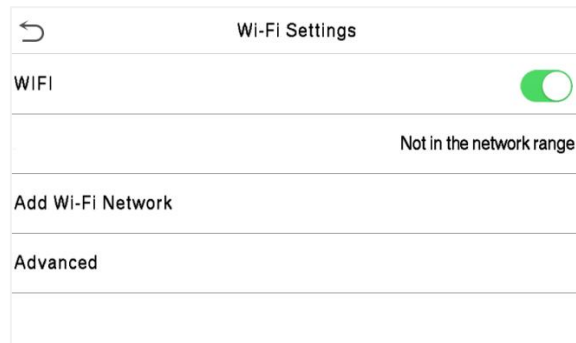 Wi-Fi Settings
WIFI
Not in the network range
Add Wi-Fi Network
Advanced